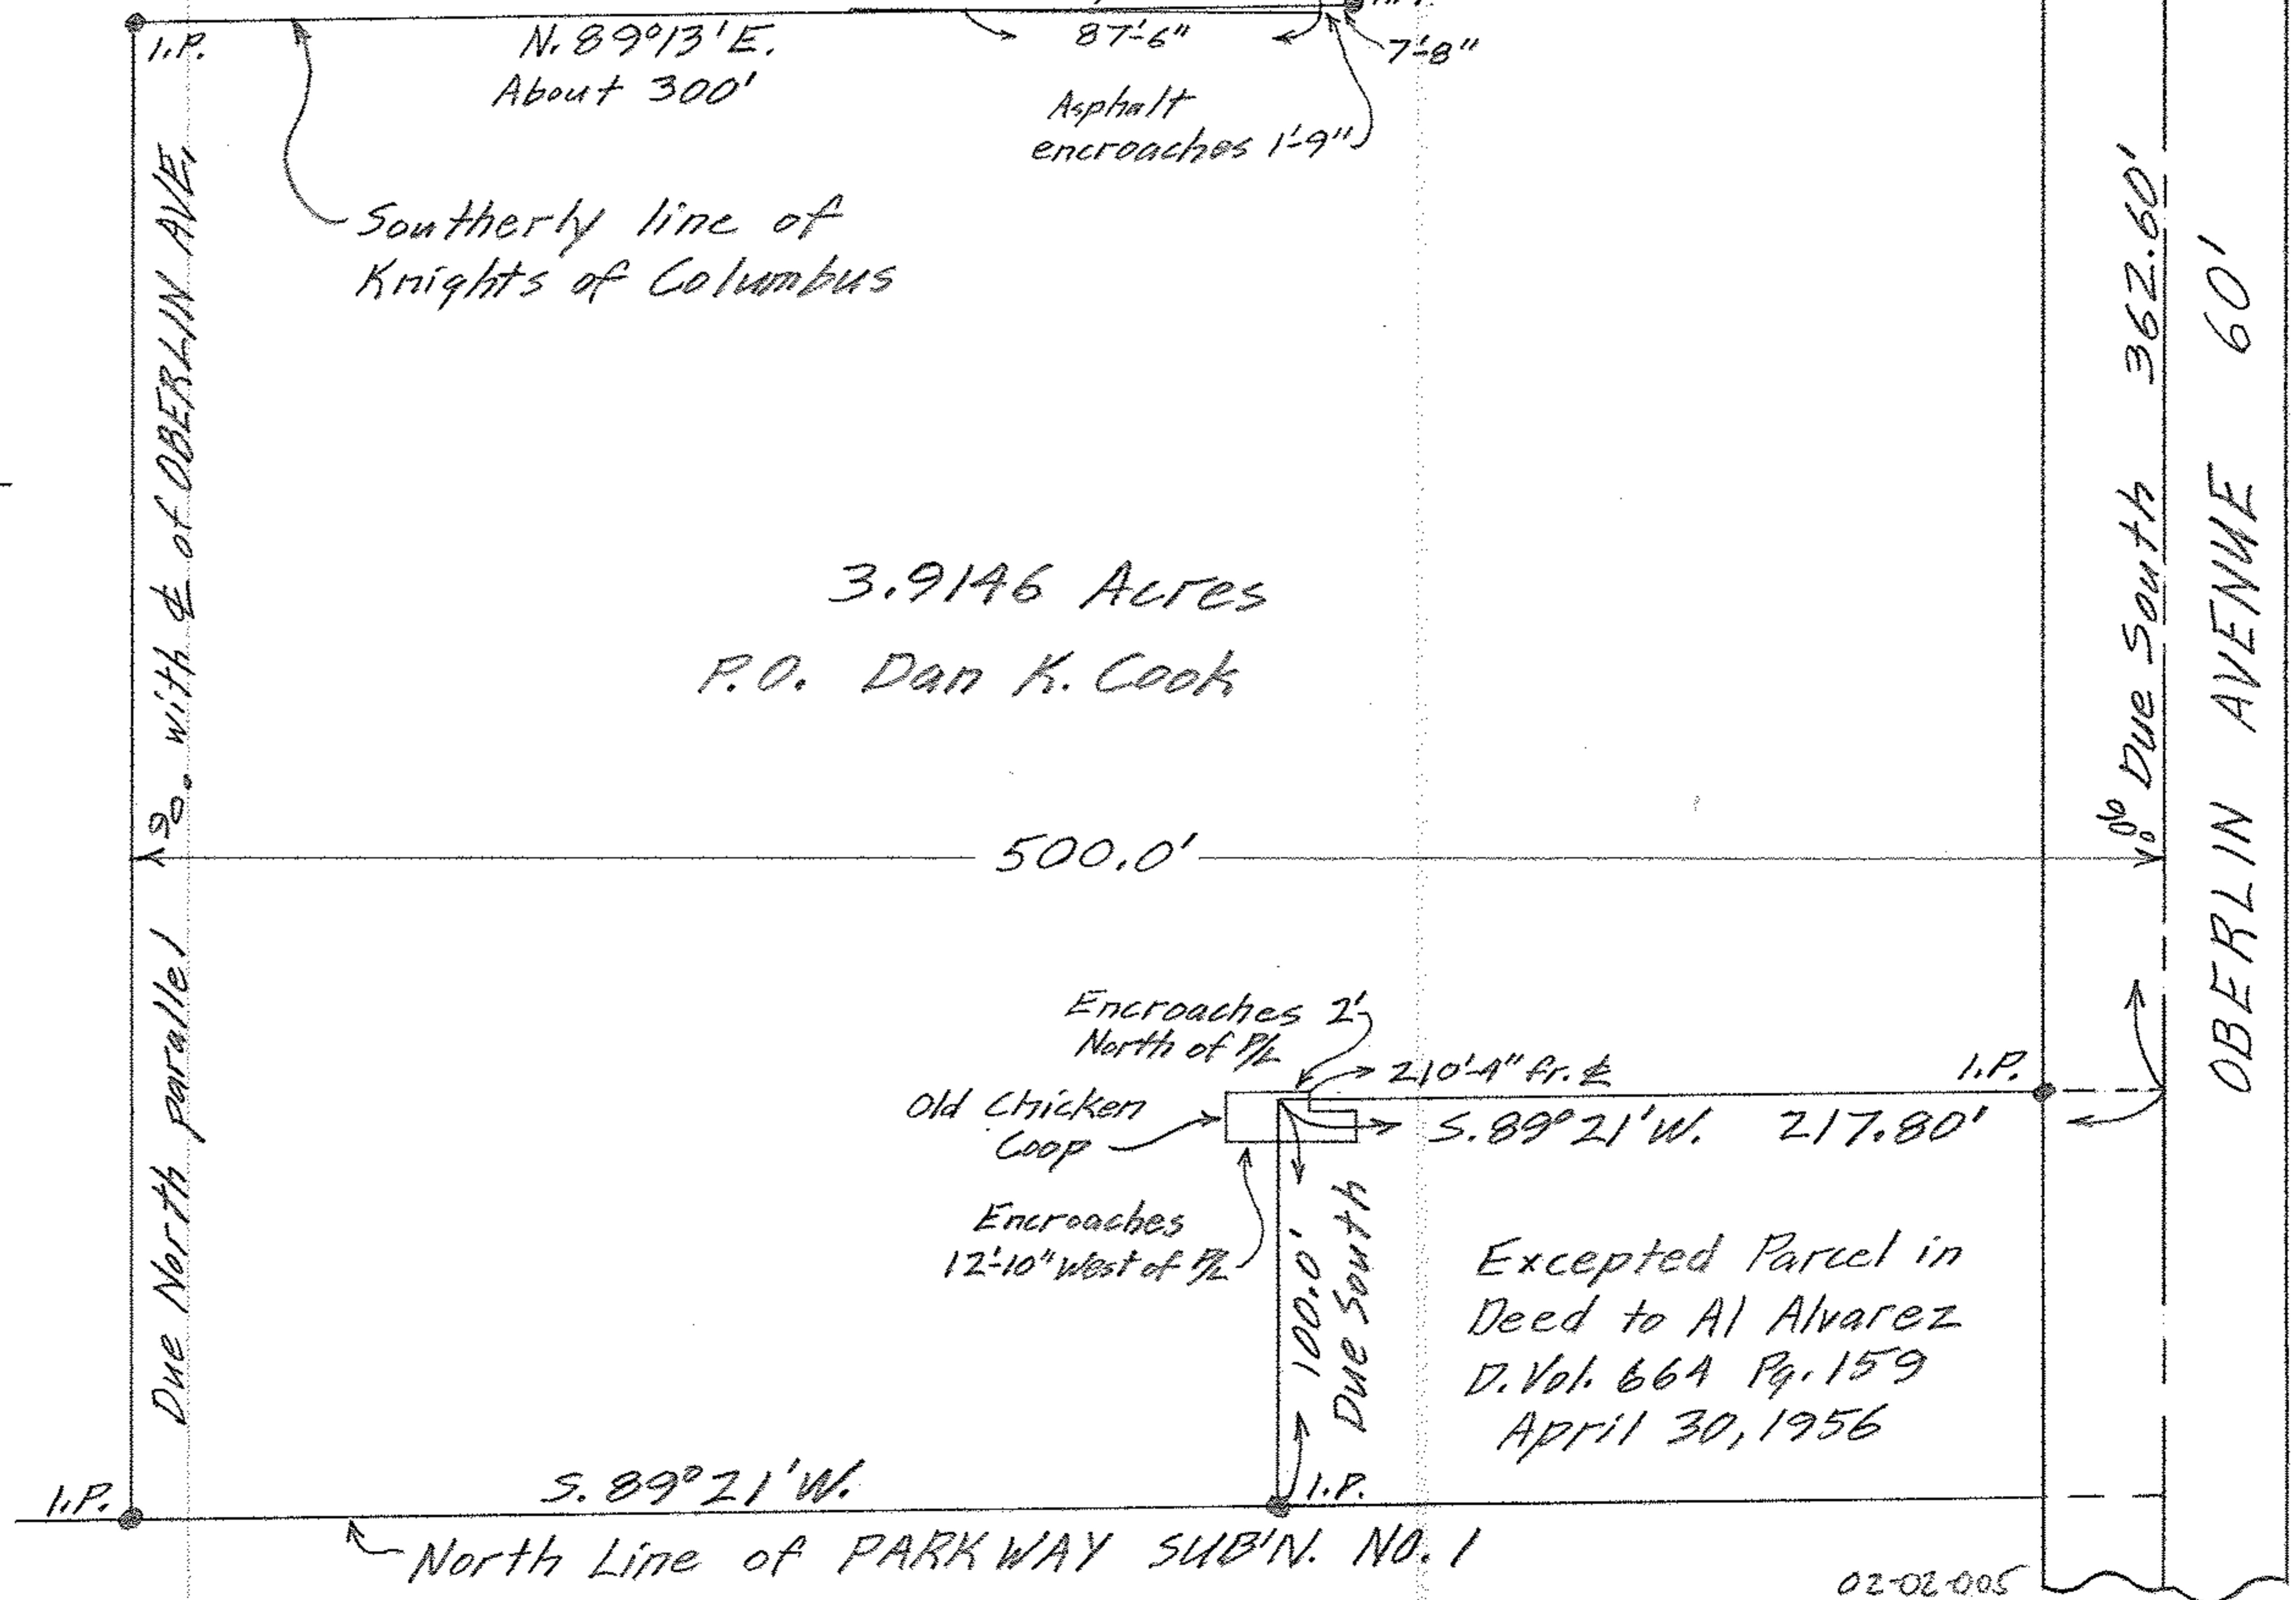 I.P.
N. 89°13'E.
About 300'
87'-6"
7'-8"
Asphalt
encroaches 1'-9"
Southerly line of
Knights of Columbus
Due North parallel 90. with ℄ of OBERLIN AVE.
3.9146 Acres
P.O. Dan K. Cook
500.0'
Due South 362.60'
OBERLIN AVENUE 60'
Encroaches 2'
North of P/L
210'-4" fr. ℄
I.P.
Old Chicken
Coop
S. 89°21'W. 217.80'
Encroaches
12'-10" West of P/L
100.0'
Due South
Excepted Parcel in
Deed to Al Alvarez
D. Vol. 664 Pg. 159
April 30, 1956
S. 89°21'W.
I.P.
I.P.
North Line of PARKWAY SUB'N. NO. 1
02-02-005